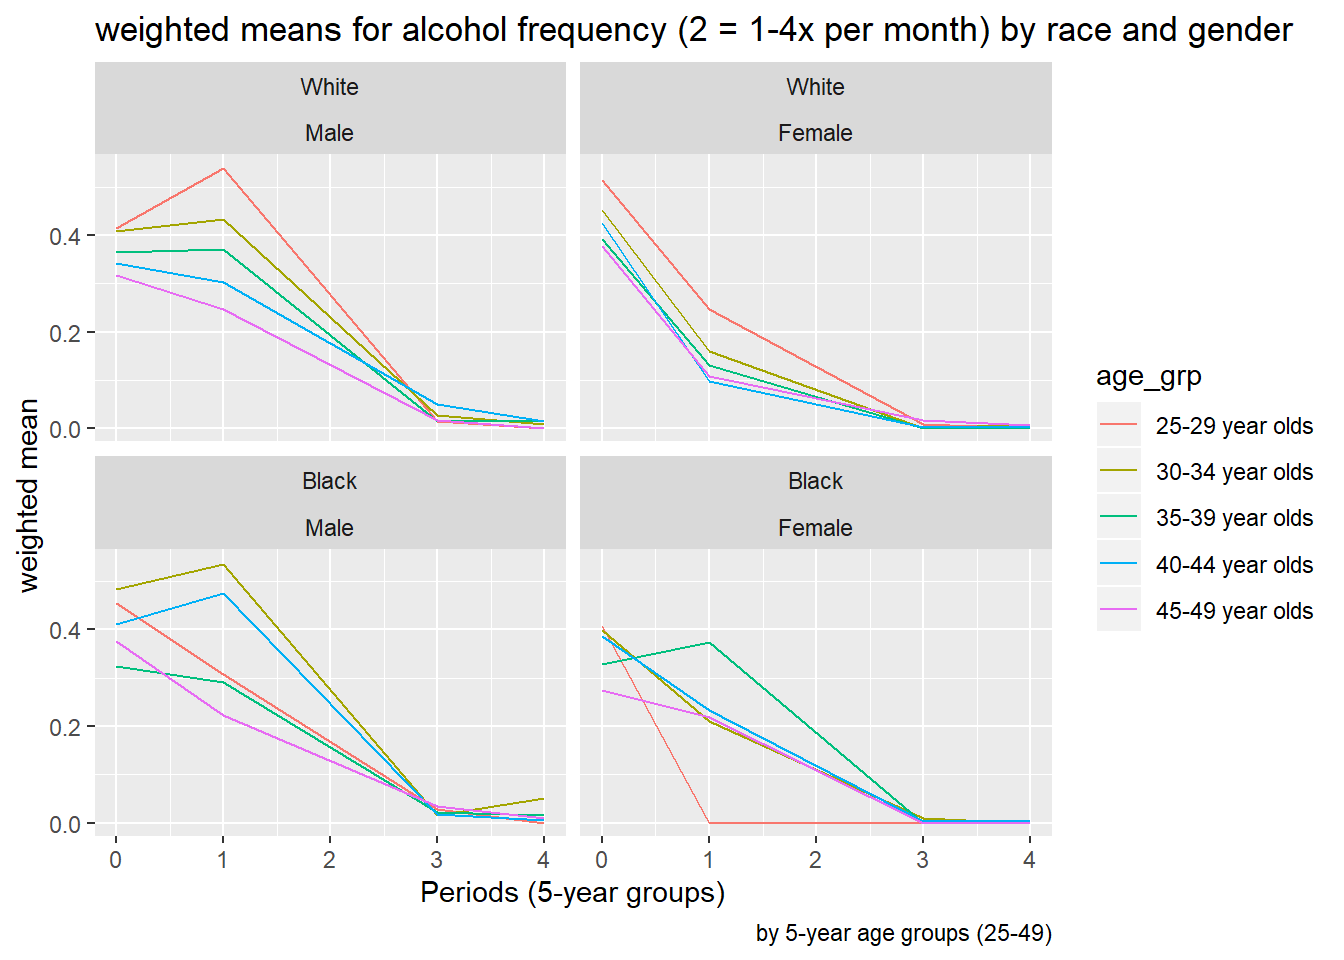 weighted means for alcohol frequency (2 = 1-4x per month) by race and gender
White
Male
White
Female
0.4
0.2
0.0
Black
Male
Black
Female
0.4
0.2
0.0
0 1 2 3 4
0 1 2 3 4
weighted mean
Periods (5-year groups)
by 5-year age groups (25-49)
age_grp
25-29 year olds
30-34 year olds
35-39 year olds
40-44 year olds
45-49 year olds